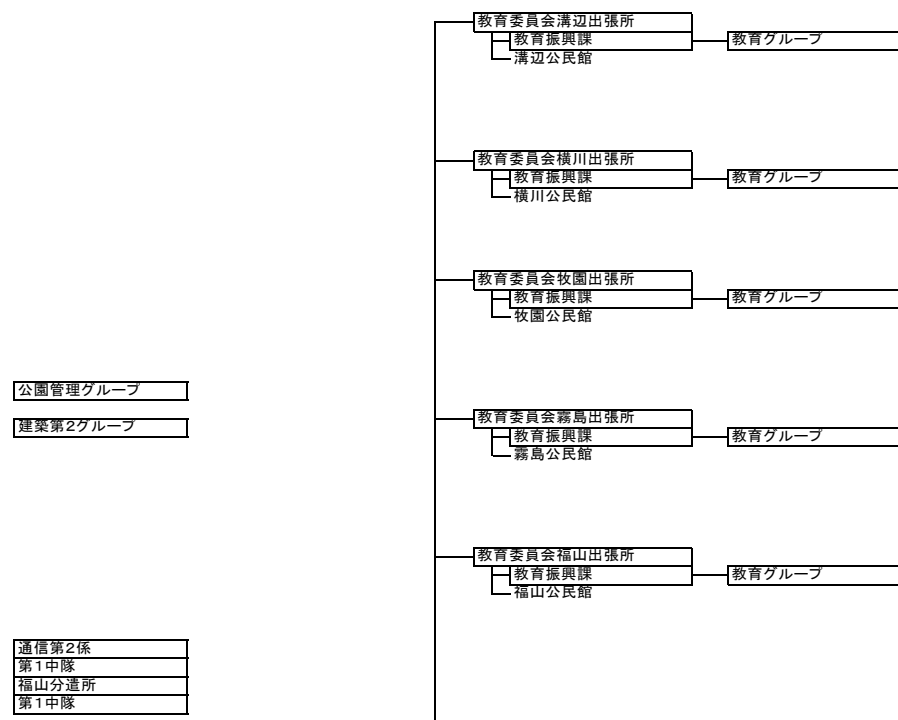 教育委員会溝辺出張所
教育振興課 教育グループ
溝辺公民館
教育委員会横川出張所
教育振興課 教育グループ
横川公民館
教育委員会牧園出張所
教育振興課 教育グループ
牧園公民館
公園管理グループ
建築第2グループ
教育委員会霧島出張所
教育振興課 教育グループ
霧島公民館
教育委員会福山出張所
教育振興課 教育グループ
福山公民館
通信第2係
第1中隊
福山分遣所
第1中隊